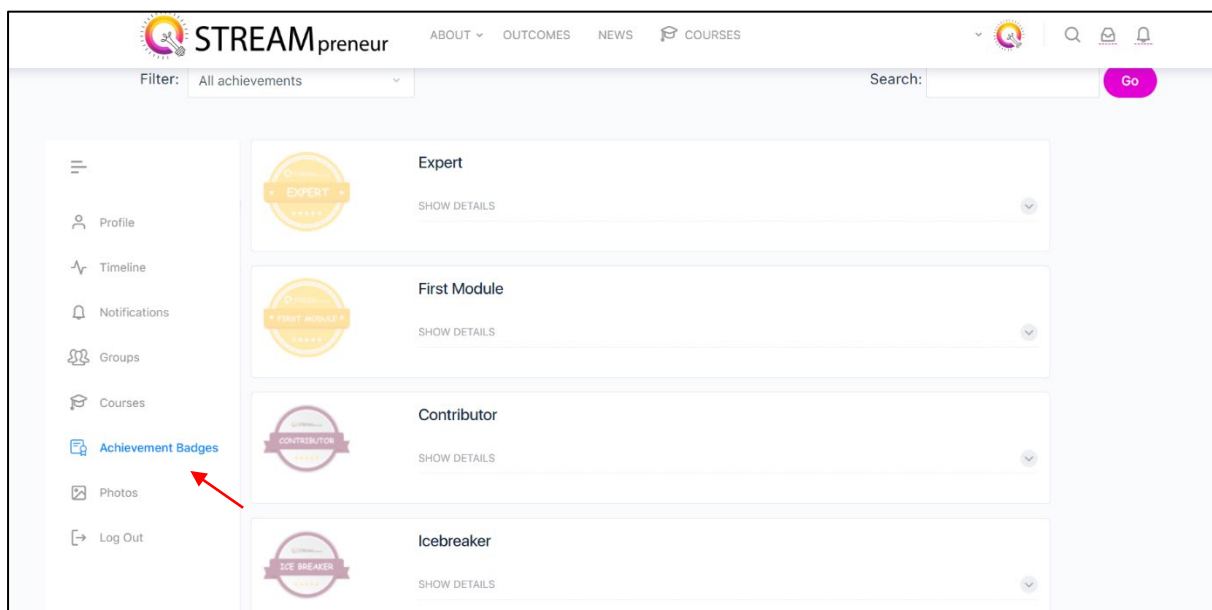 STREAMpreneur ABOUT OUTCOMES NEWS COURSES
Filter: All achievements Search: Go
Expert
EXPERT
SHOW DETAILS
Profile
Timeline
First Module
FIRST MODULE
Notifications
SHOW DETAILS
Groups
Courses
Contributor
CONTRIBUTOR
Achievement Badges
SHOW DETAILS
Photos
Log Out
Icebreaker
ICE BREAKER
SHOW DETAILS